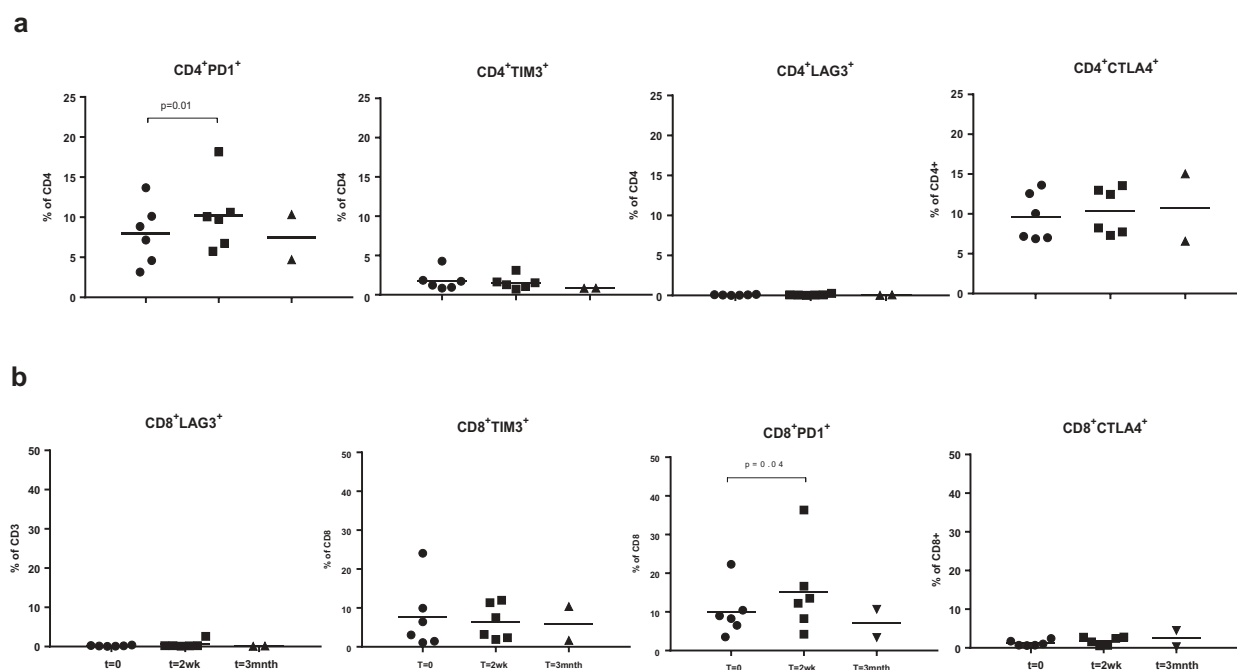 a
CD4+PD1+
25
20
15
10
5
0
% of CD4
p=0.01
CD4+TIM3+
25
20
15
10
5
0
% of CD4
CD4+LAG3+
25
20
15
10
5
0
% of CD4
CD4+CTLA4+
25
20
15
10
5
0
% of CD4+
b
CD8+LAG3+
50
40
30
20
10
0
% of CD3
t=0 t=2wk t=3mnth
CD8+TIM3+
50
40
30
20
10
0
% of CD8
T=0 T=2wk T=3mnth
CD8+PD1+
50
40
30
20
10
0
% of CD8
p=0.04
T=0 T=2wk T=3mnth
CD8+CTLA4+
50
40
30
20
10
0
% of CD8+
t=0 t=2wk t=3mnth